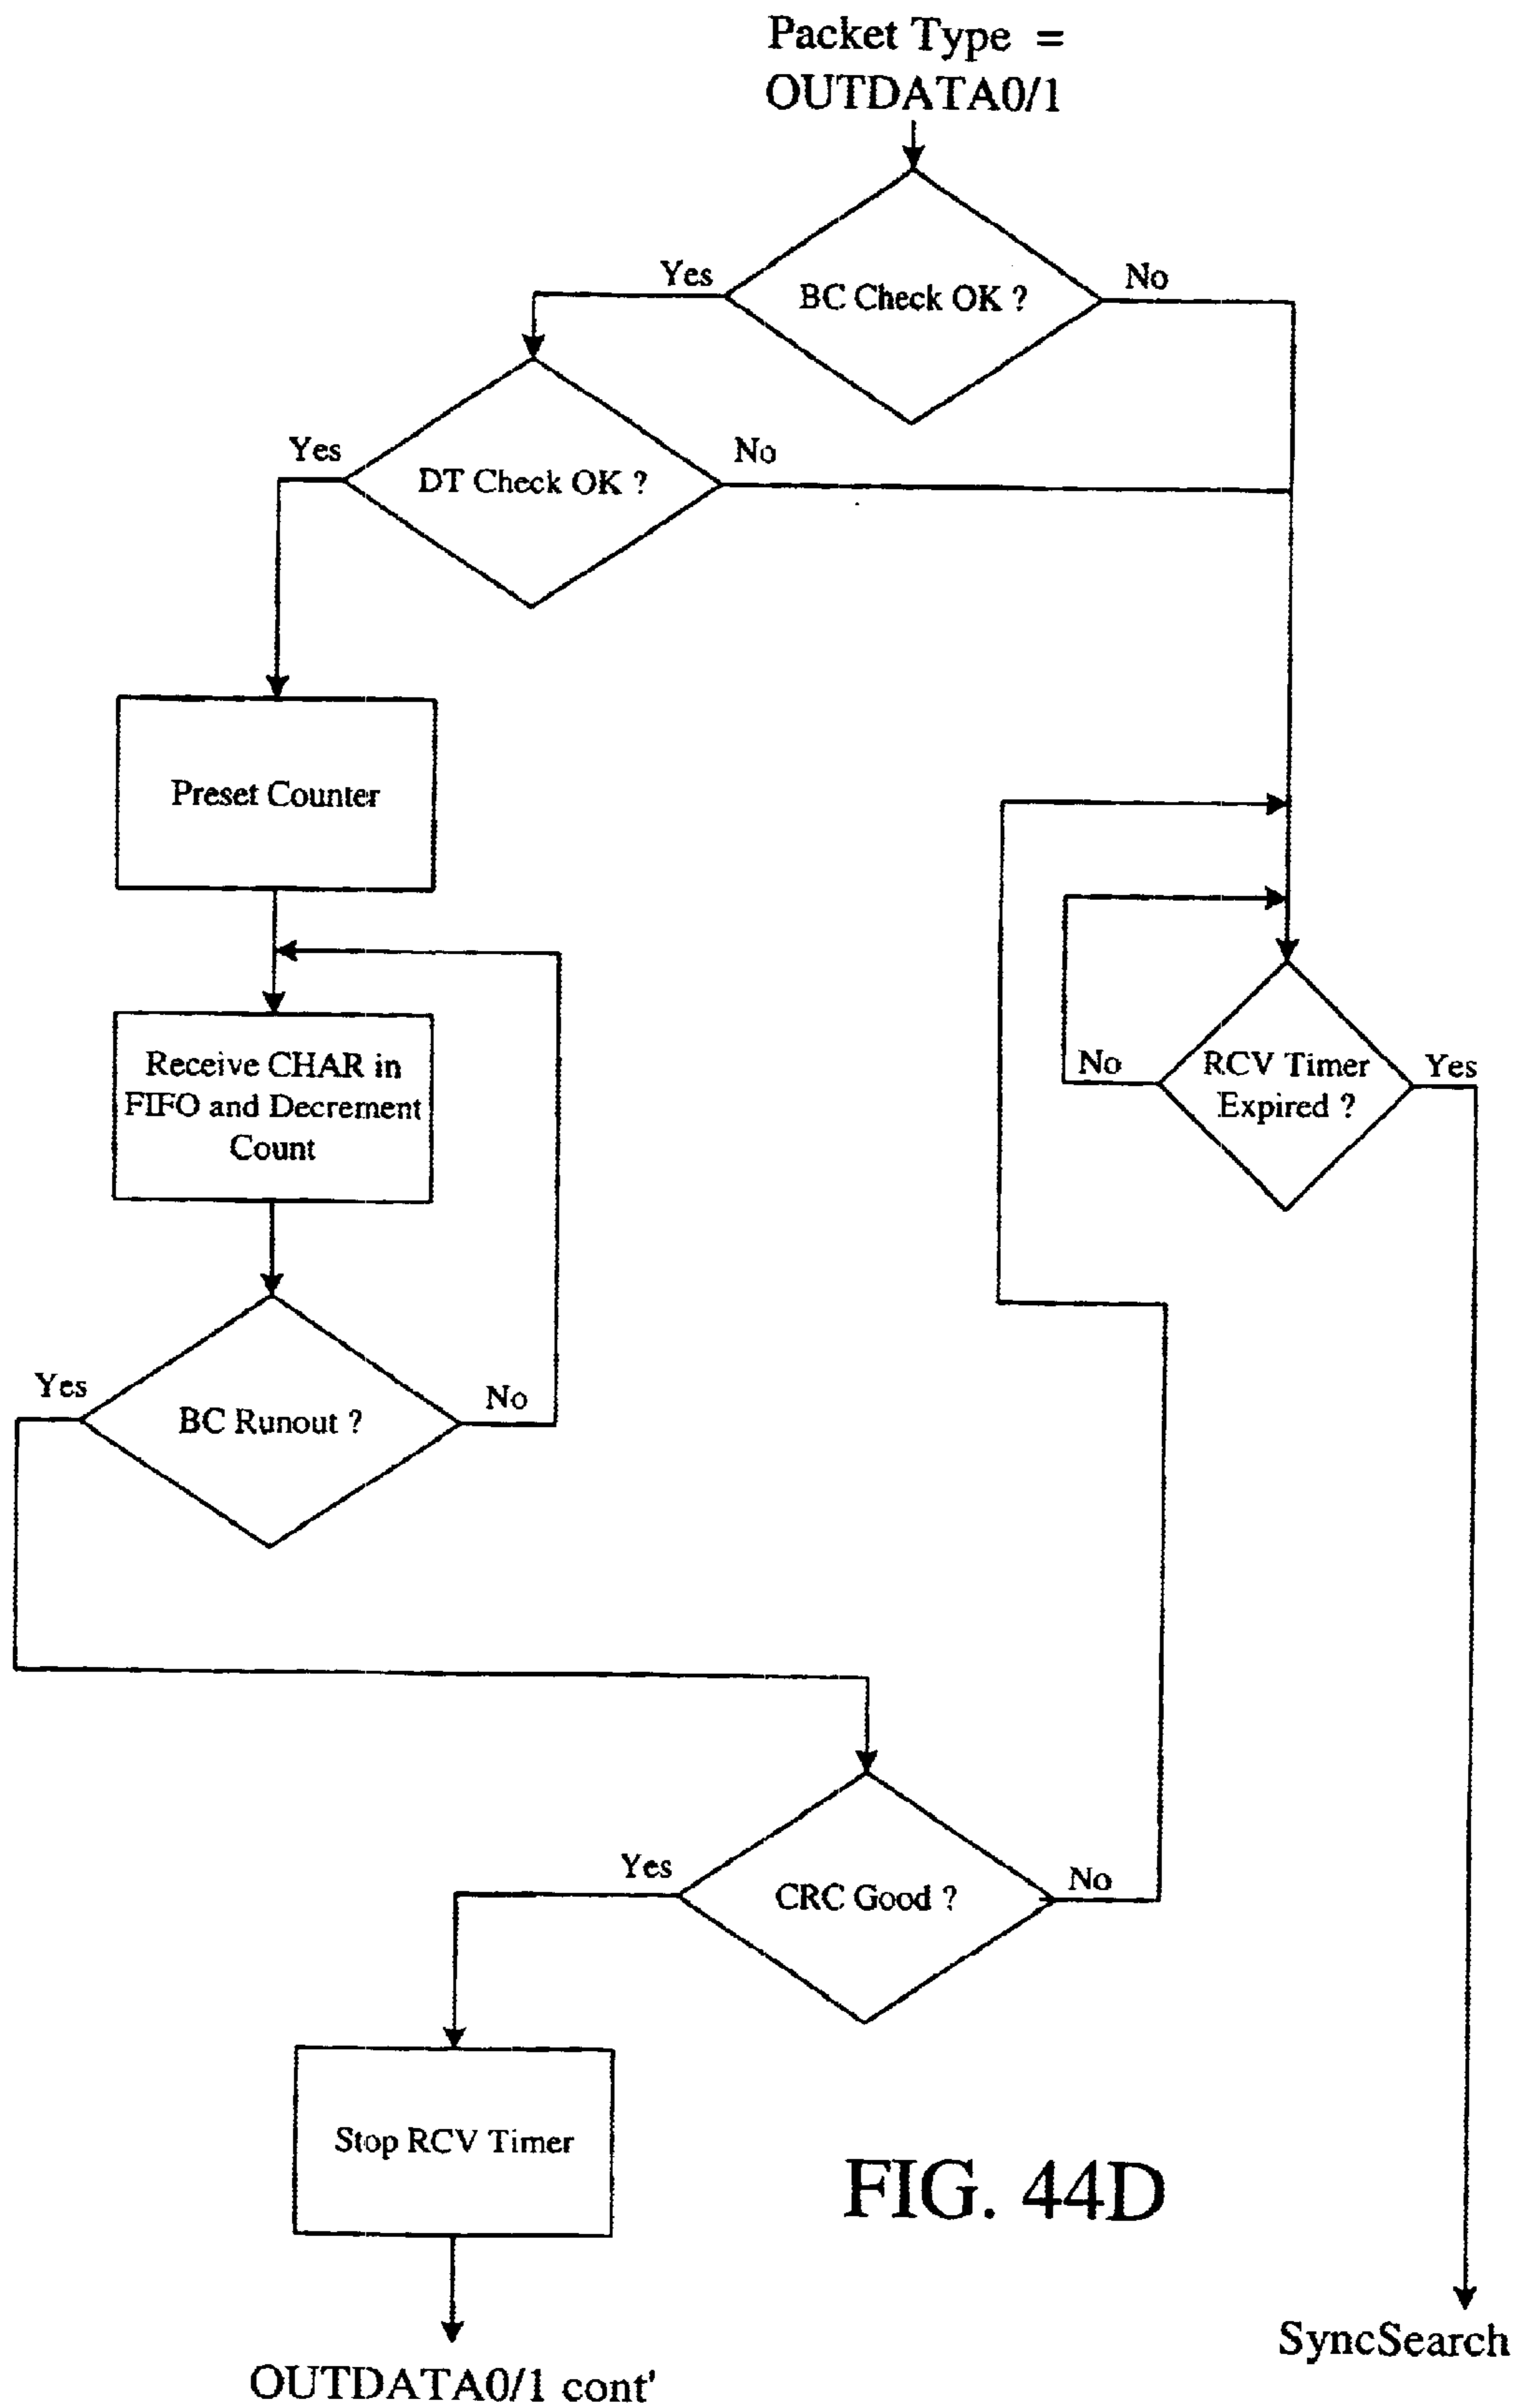 Packet Type =
OUTDATA0/1
Yes
BC Check OK ?
No
Yes
DT Check OK ?
No
Preset Counter
Receive CHAR in
FIFO and Decrement
Count
No
RCV Timer
Expired ?
Yes
Yes
BC Runout ?
No
Yes
CRC Good ?
No
Stop RCV Timer
FIG. 44D
SyncSearch
OUTDATA0/1 cont'